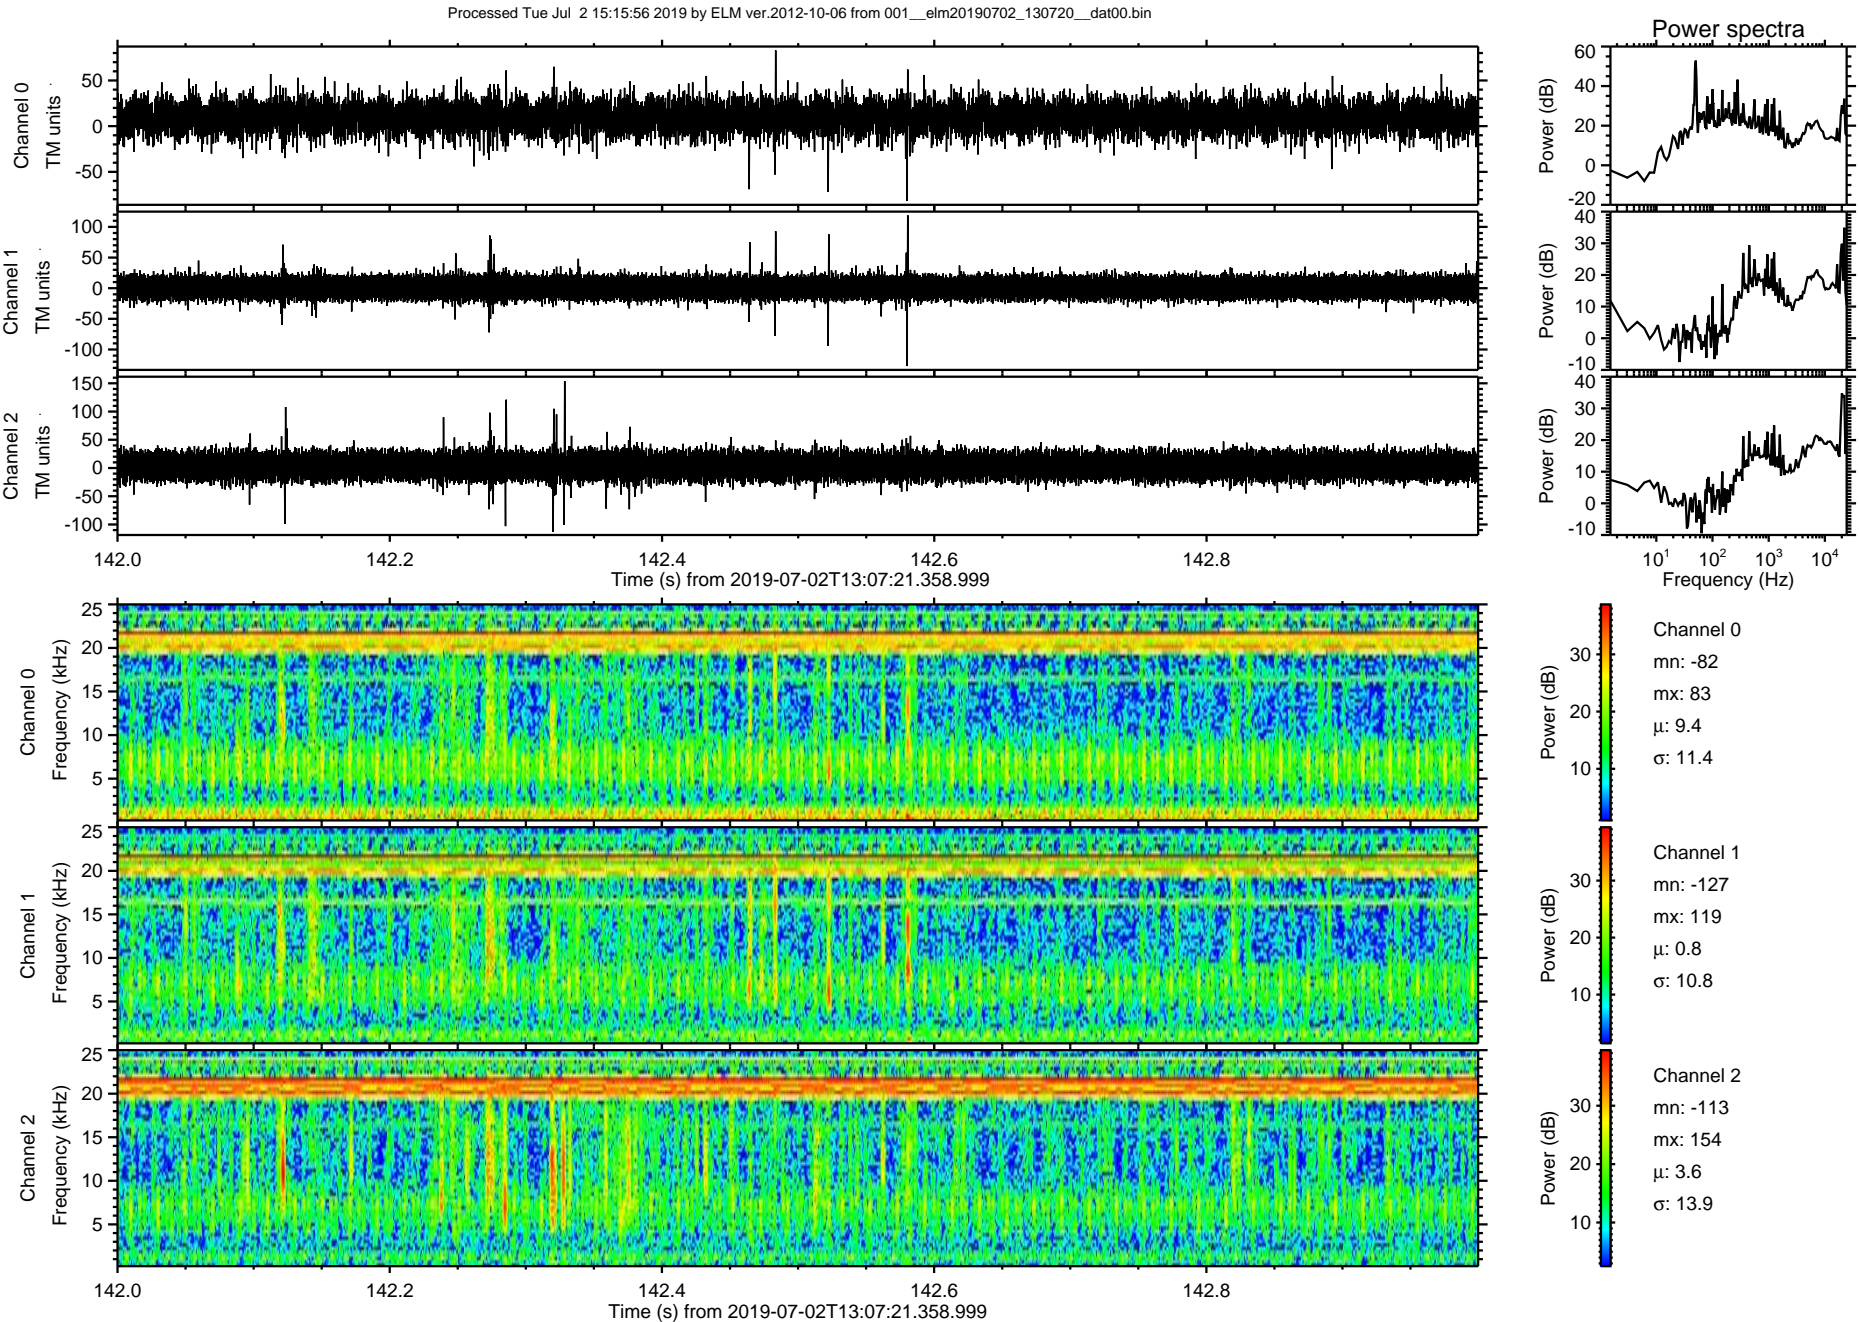 Processed Tue Jul  2 15:15:56 2019 by ELM ver.2012-10-06 from 001__elm20190702_130720__dat00.bin
Power spectra
Channel 0
TM units
50
0
-50
Power (dB)
60
40
20
0
-20
Channel 1
TM units
100
50
0
-50
-100
Power (dB)
40
30
20
10
0
-10
Channel 2
TM units
150
100
50
0
-50
-100
Power (dB)
40
30
20
10
0
-10
142.0 142.2 142.4 142.6 142.8
Time (s) from 2019-07-02T13:07:21.358.999
10^1 10^2 10^3 10^4
Frequency (Hz)
Channel 0
Frequency (kHz)
25
20
15
10
5
Power (dB)
30
20
10
Channel 0
mn: -82
mx: 83
μ: 9.4
σ: 11.4
Channel 1
Frequency (kHz)
25
20
15
10
5
Power (dB)
30
20
10
Channel 1
mn: -127
mx: 119
μ: 0.8
σ: 10.8
Channel 2
Frequency (kHz)
25
20
15
10
5
Power (dB)
30
20
10
Channel 2
mn: -113
mx: 154
μ: 3.6
σ: 13.9
142.0 142.2 142.4 142.6 142.8
Time (s) from 2019-07-02T13:07:21.358.999